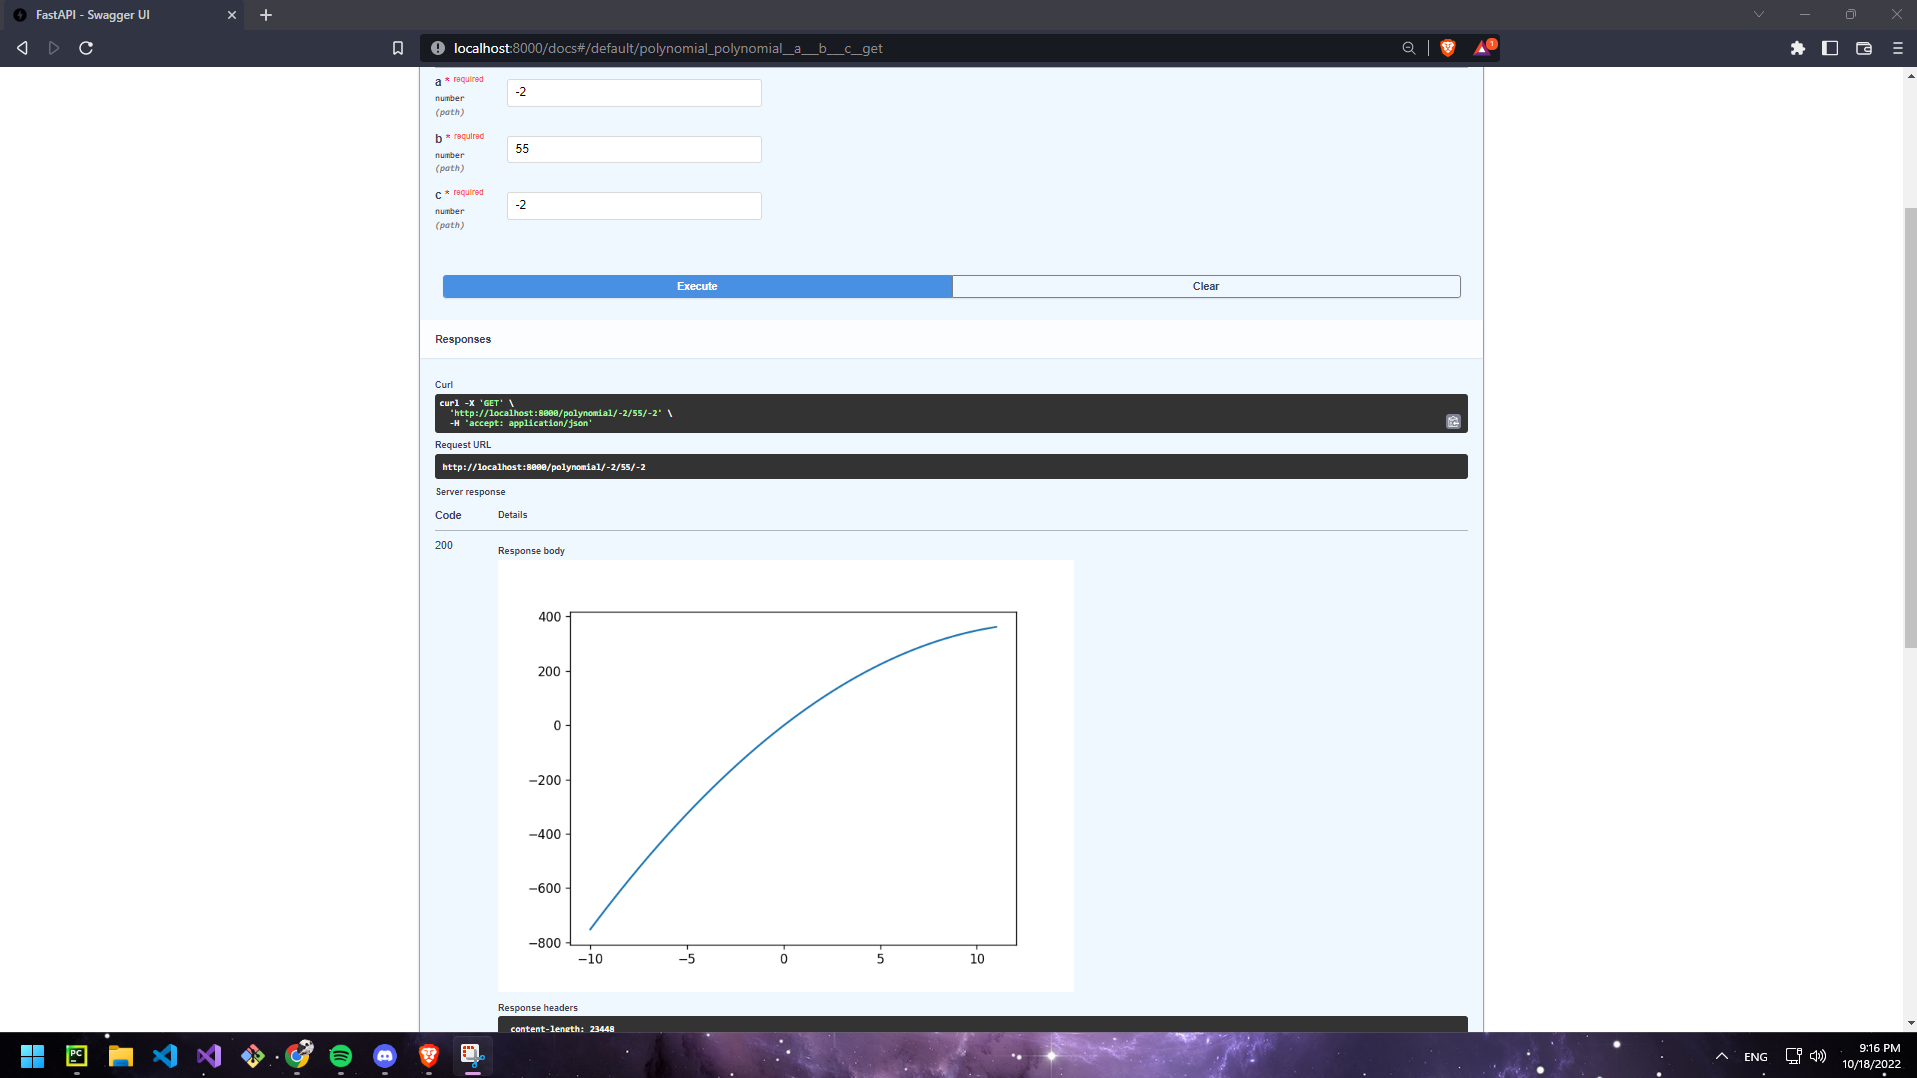 FastAPI - Swagger UI
localhost:8000/docs#/default/polynomial_polynomial__a___b___c__get
1
a * required
number
(path)
-2
b * required
number
(path)
55
c * required
number
(path)
-2
Execute
Clear
Responses
Curl
curl -X 'GET' \
'http://localhost:8000/polynomial/-2/55/-2' \
-H 'accept: application/json'
Request URL
http://localhost:8000/polynomial/-2/55/-2
Server response
Code
Details
200
Response body
400
200
0
−200
−400
−600
−800
−10
−5
0
5
10
Response headers
content-length: 23448
PC
ENG
9:16 PM
10/18/2022